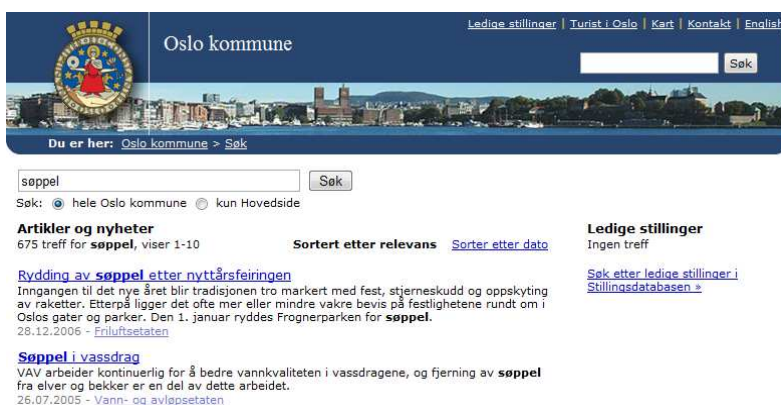 Ledige stillinger | Turist i Oslo | Kart | Kontakt | English
Oslo kommune
Søk
Du er her: Oslo kommune > Søk
søppel Søk
Søk: hele Oslo kommune kun Hovedside
Artikler og nyheter
675 treff for søppel, viser 1-10 Sortert etter relevans Sorter etter dato
Ledige stillinger
Ingen treff
Søk etter ledige stillinger i
Stillingsdatabasen »
Rydding av søppel etter nyttårsfeiringen
Inngangen til det nye året blir tradisjonen tro markert med fest, stjerneskudd og oppskyting
av raketter. Etterpå ligger det ofte mer eller mindre vakre bevis på festlighetene rundt om i
Oslos gater og parker. Den 1. januar ryddes Frognerparken for søppel.
28.12.2006 - Friluftsetaten
Søppel i vassdrag
VAV arbeider kontinuerlig for å bedre vannkvaliteten i vassdragene, og fjerning av søppel
fra elver og bekker er en del av dette arbeidet.
26.07.2005 - Vann- og avløpsetaten